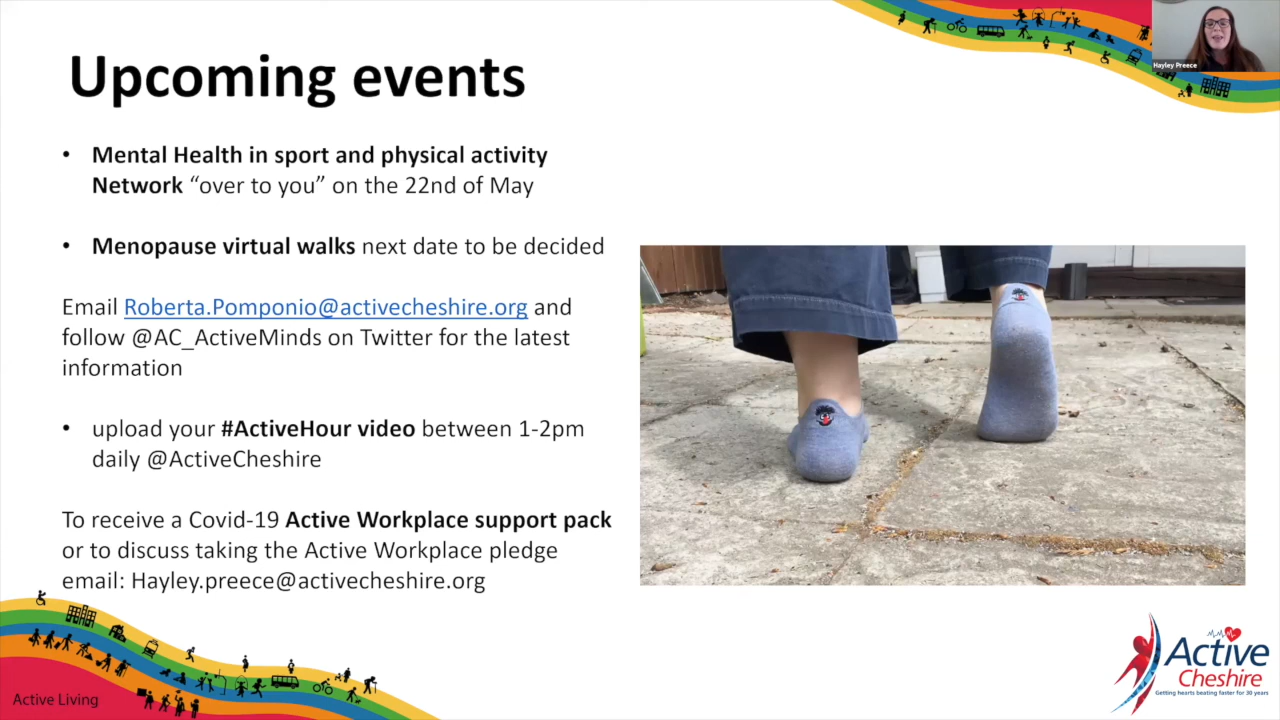 Upcoming events
Hayley Preece
• Mental Health in sport and physical activity
Network “over to you” on the 22nd of May
• Menopause virtual walks next date to be decided
Email Roberta.Pomponio@activecheshire.org and
follow @AC_ActiveMinds on Twitter for the latest
information
• upload your #ActiveHour video between 1-2pm
daily @ActiveCheshire
To receive a Covid-19 Active Workplace support pack
or to discuss taking the Active Workplace pledge
email: Hayley.preece@activecheshire.org
Active Living
Active
Cheshire
Getting hearts beating faster for 30 years